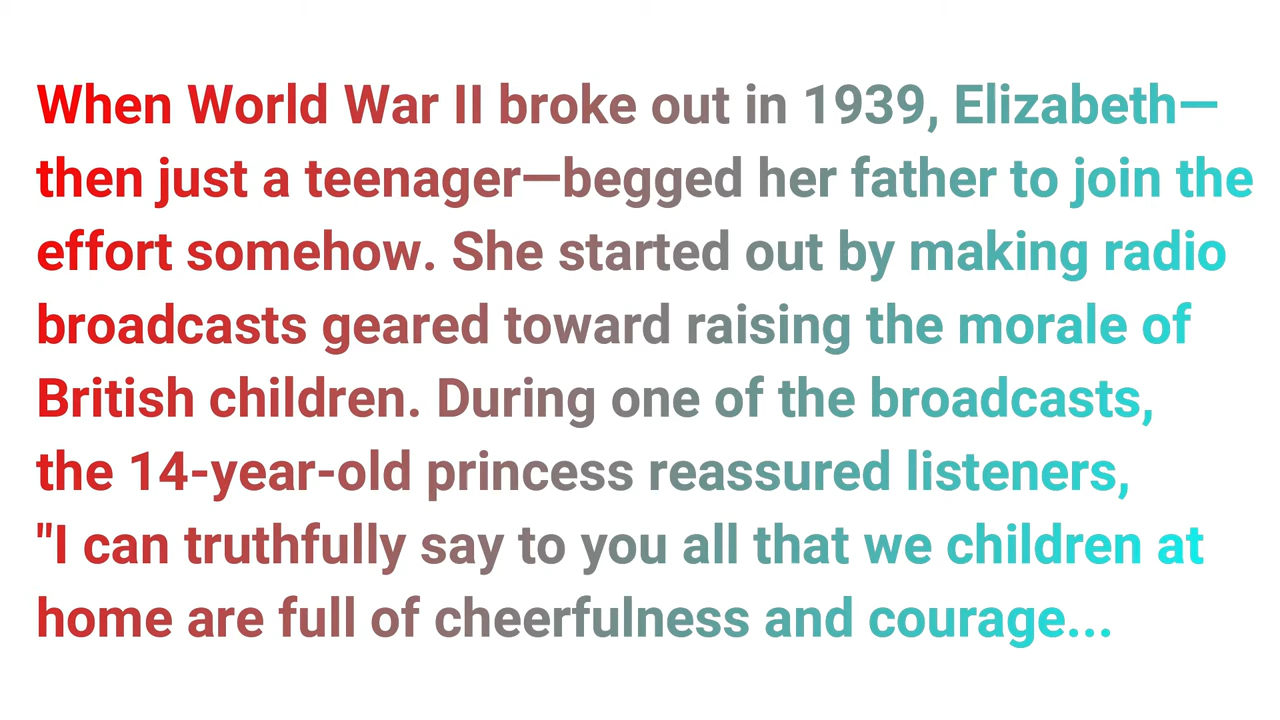 When World War II broke out in 1939, Elizabeth—
then just a teenager—begged her father to join the
effort somehow. She started out by making radio
broadcasts geared toward raising the morale of
British children. During one of the broadcasts,
the 14-year-old princess reassured listeners,
"I can truthfully say to you all that we children at
home are full of cheerfulness and courage...